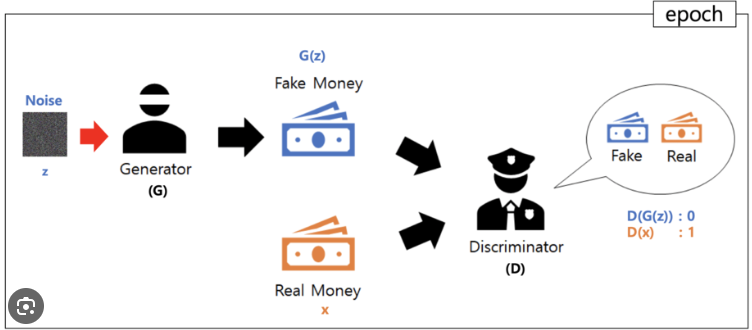 epoch
G(z)
Fake Money
Noise
z
Generator
(G)
Real Money
x
Discriminator
(D)
Fake Real
D(G(z)) : 0
D(x) : 1